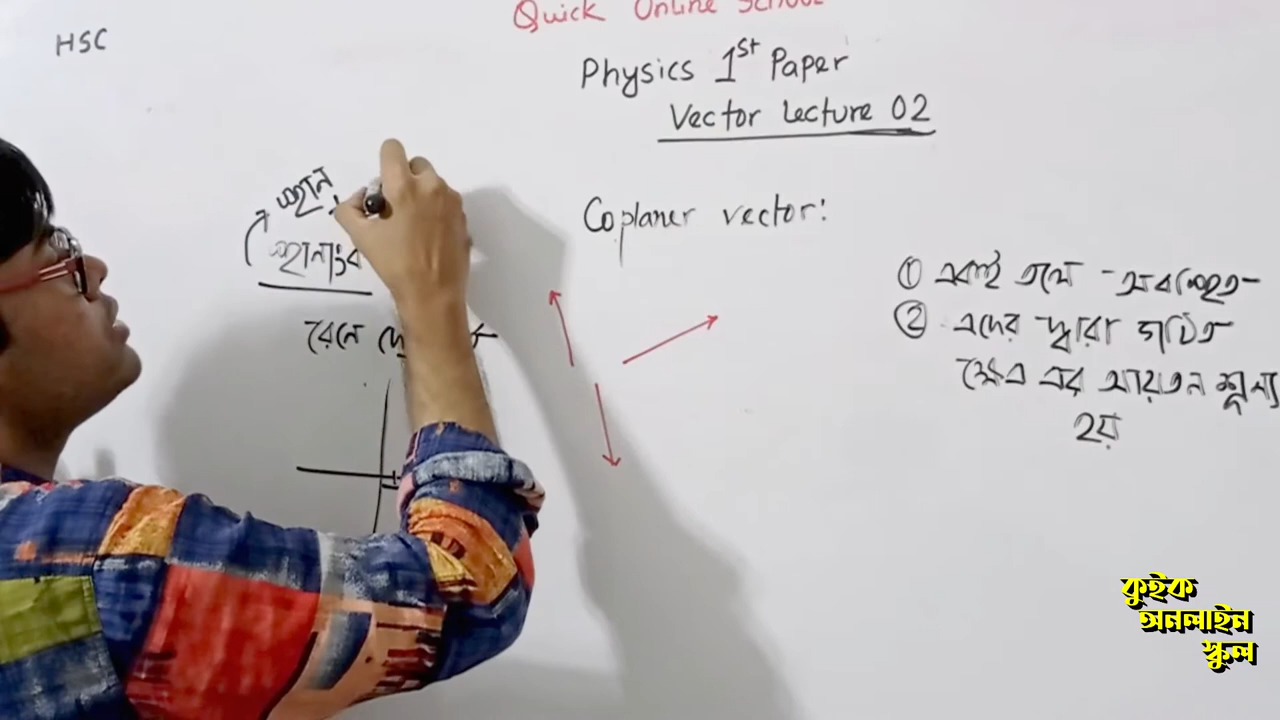 Quick Online School
HSC
Physics 1st Paper
Vector Lecture 02
স্থান
স্থানাংক
Coplaner vector:
① একই তলে অবস্থিত
② এদের দ্বারা গঠিত
ক্ষেত্র এর আয়তন শূন্য
হয়
কুইক
অনলাইন
স্কুল